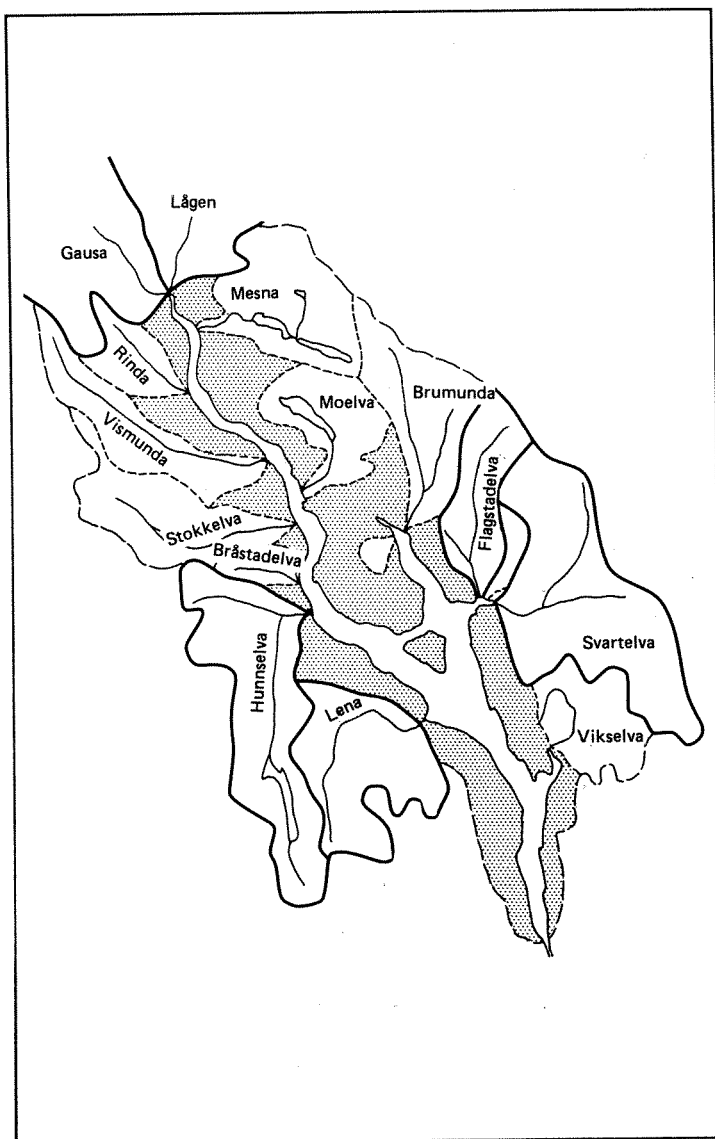 Lågen
Gausa
Mesna
Rinda
Moelva
Brumunda
Vismunda
Flagstadelva
Stokkelva
Bråstadelva
Svartelva
Hunnselva
Lena
Vikselva